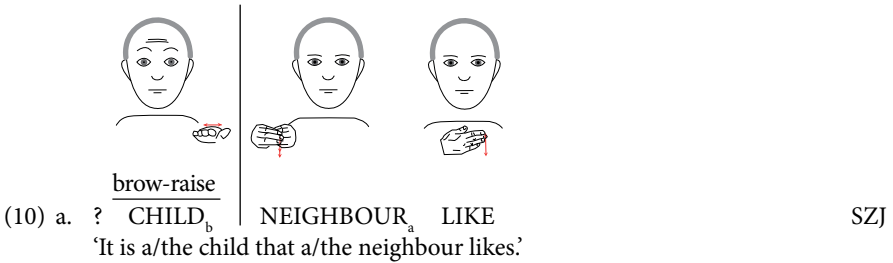 brow-raise
(10) a. ? CHILD_b NEIGHBOUR_a LIKE SZJ
‘It is a/the child that a/the neighbour likes.’